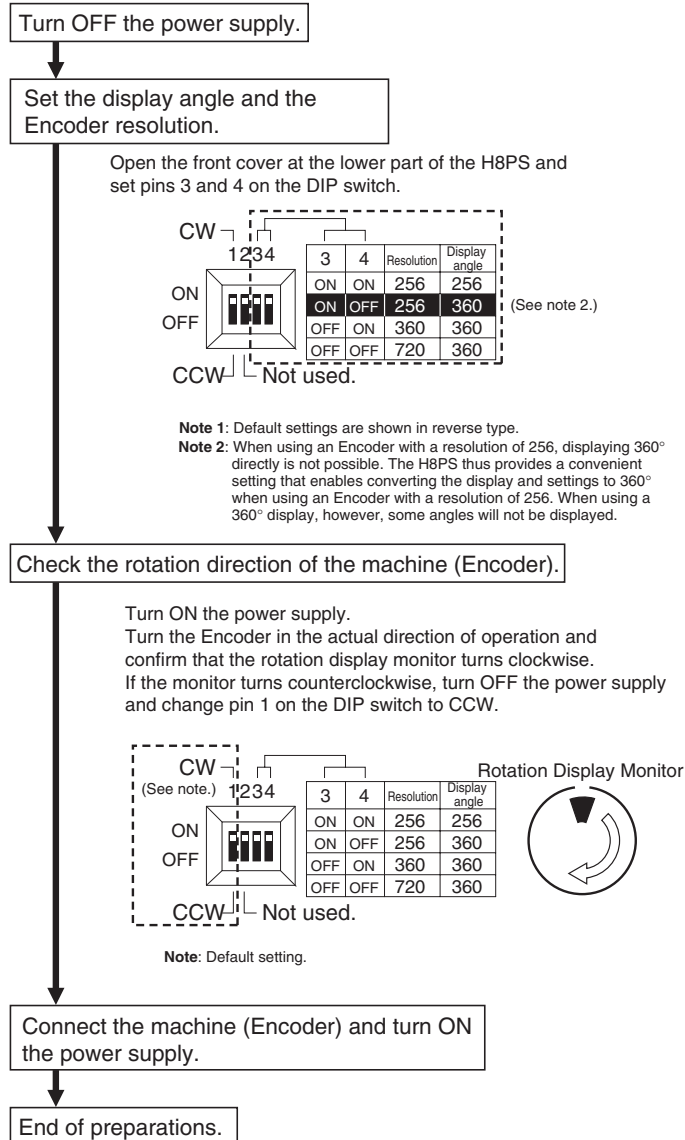 Turn OFF the power supply.
Set the display angle and the
Encoder resolution.
Open the front cover at the lower part of the H8PS and
set pins 3 and 4 on the DIP switch.
CW
1234
ON
OFF
CCW
Not used.
3 4 Resolution Display angle
ON ON 256 256
ON OFF 256 360
OFF ON 360 360
OFF OFF 720 360
(See note 2.)
Note 1: Default settings are shown in reverse type.
Note 2: When using an Encoder with a resolution of 256, displaying 360°
directly is not possible. The H8PS thus provides a convenient
setting that enables converting the display and settings to 360°
when using an Encoder with a resolution of 256. When using a
360° display, however, some angles will not be displayed.
Check the rotation direction of the machine (Encoder).
Turn ON the power supply.
Turn the Encoder in the actual direction of operation and
confirm that the rotation display monitor turns clockwise.
If the monitor turns counterclockwise, turn OFF the power supply
and change pin 1 on the DIP switch to CCW.
CW
(See note.)
1234
ON
OFF
CCW
Not used.
3 4 Resolution Display angle
ON ON 256 256
ON OFF 256 360
OFF ON 360 360
OFF OFF 720 360
Rotation Display Monitor
Note: Default setting.
Connect the machine (Encoder) and turn ON
the power supply.
End of preparations.